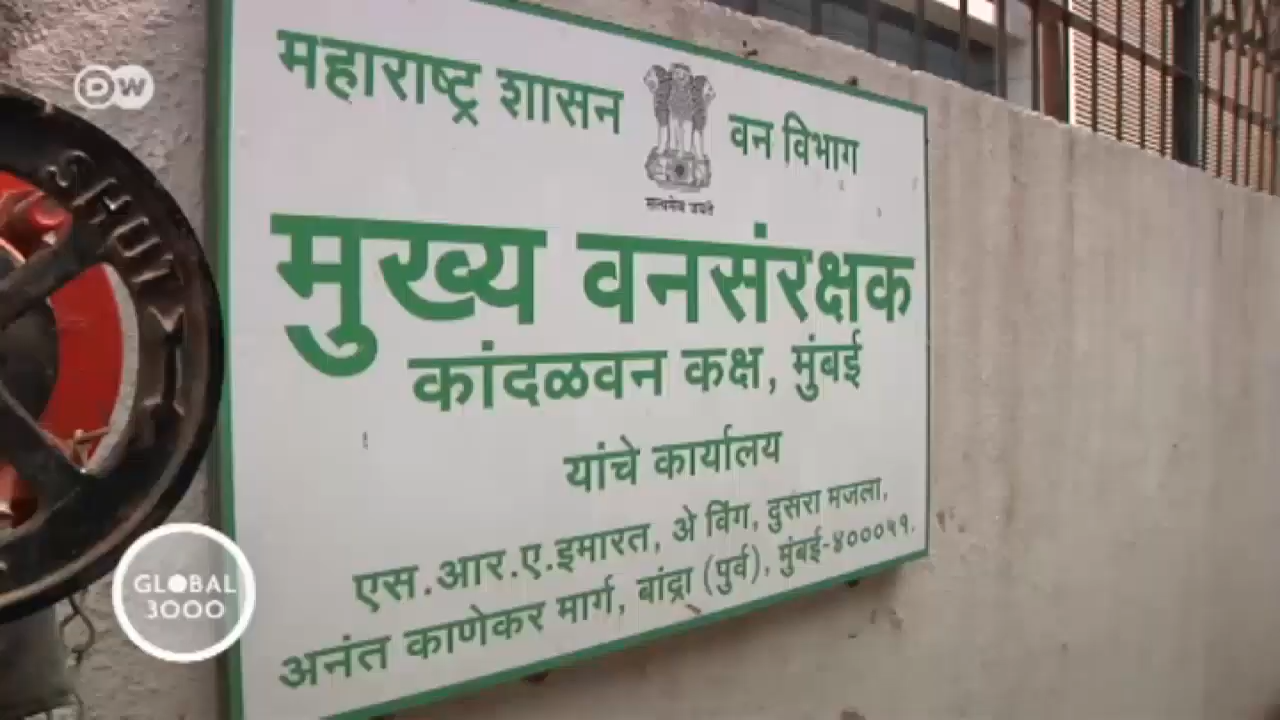 DW
महाराष्ट्र शासन वन विभाग
सत्यमेव जयते
मुख्य वनसंरक्षक
कांदळवन कक्ष, मुंबई
यांचे कार्यालय
एस.आर.ए.इमारत, अे विंग, दुसरा मजला,
अनंत काणेकर मार्ग, बांद्रा (पुर्व), मुंबई-४०००५१.
GLOBAL
3000